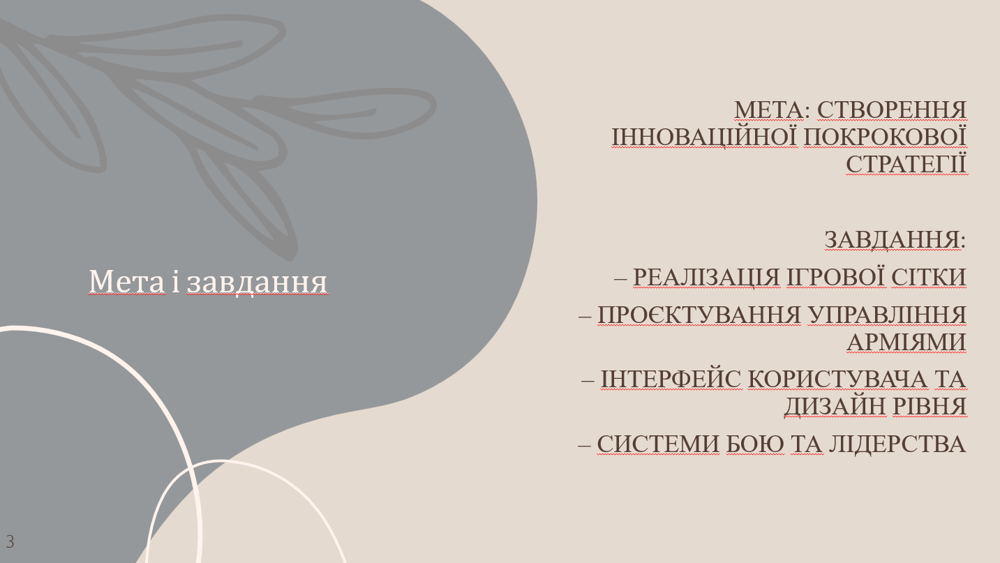 Мета і завдання
МЕТА: СТВОРЕННЯ
ІННОВАЦІЙНОЇ ПОКРОКОВОЇ
СТРАТЕГІЇ
ЗАВДАННЯ:
– РЕАЛІЗАЦІЯ ІГРОВОЇ СІТКИ
– ПРОЄКТУВАННЯ УПРАВЛІННЯ
АРМІЯМИ
– ІНТЕРФЕЙС КОРИСТУВАЧА ТА
ДИЗАЙН РІВНЯ
– СИСТЕМИ БОЮ ТА ЛІДЕРСТВА
3